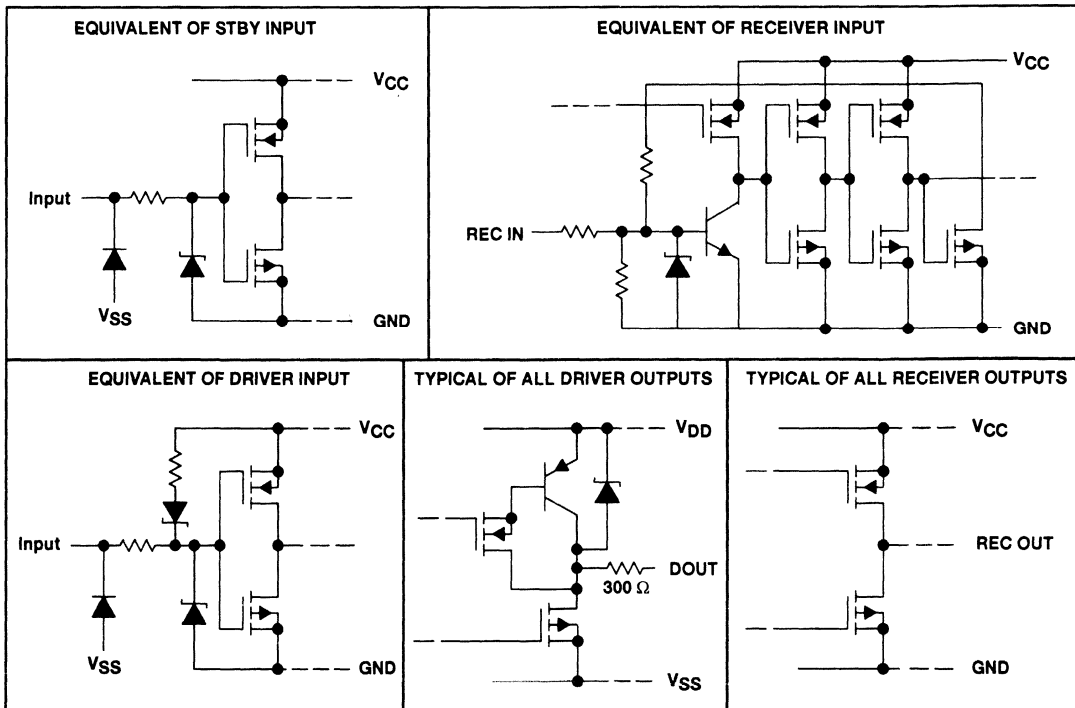 EQUIVALENT OF STBY INPUT
VCC
Input
VSS
GND
EQUIVALENT OF RECEIVER INPUT
VCC
REC IN
GND
EQUIVALENT OF DRIVER INPUT
VCC
Input
VSS
GND
TYPICAL OF ALL DRIVER OUTPUTS
VDD
DOUT
300 Ω
VSS
TYPICAL OF ALL RECEIVER OUTPUTS
VCC
REC OUT
GND